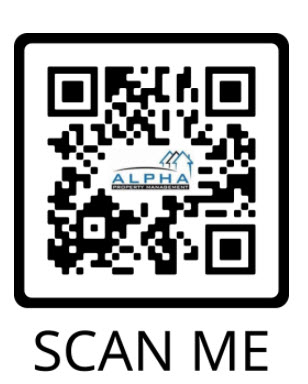 ALPHA
PROPERTY MANAGEMENT
SCAN ME